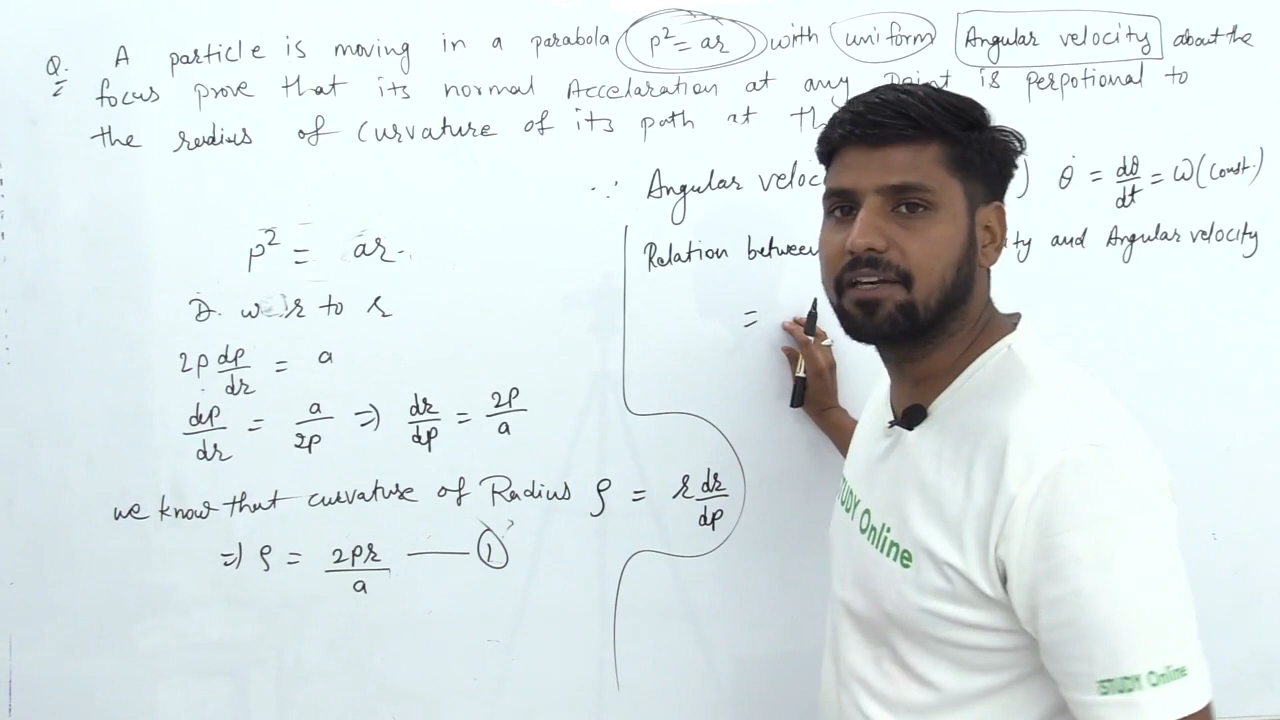 Q. A particle is moving in a parabola p² = ar with uniform Angular velocity about the
focus prove that its normal Accelaration at any point is perpotional to
the radius of curvature of its path at
∵ Angular ) θ̇ = dθ/dt = ω (const.)
Relation between and Angular velocity
=
p² = ar
D. w r to r
2p dp/dr = a
dp/dr = a/2p ⇒ dr/dp = 2p/a
we know that curvature of Radius ρ = r dr/dp
⇒ ρ = 2pr/a —— ①
STUDY Online
STUDY Online